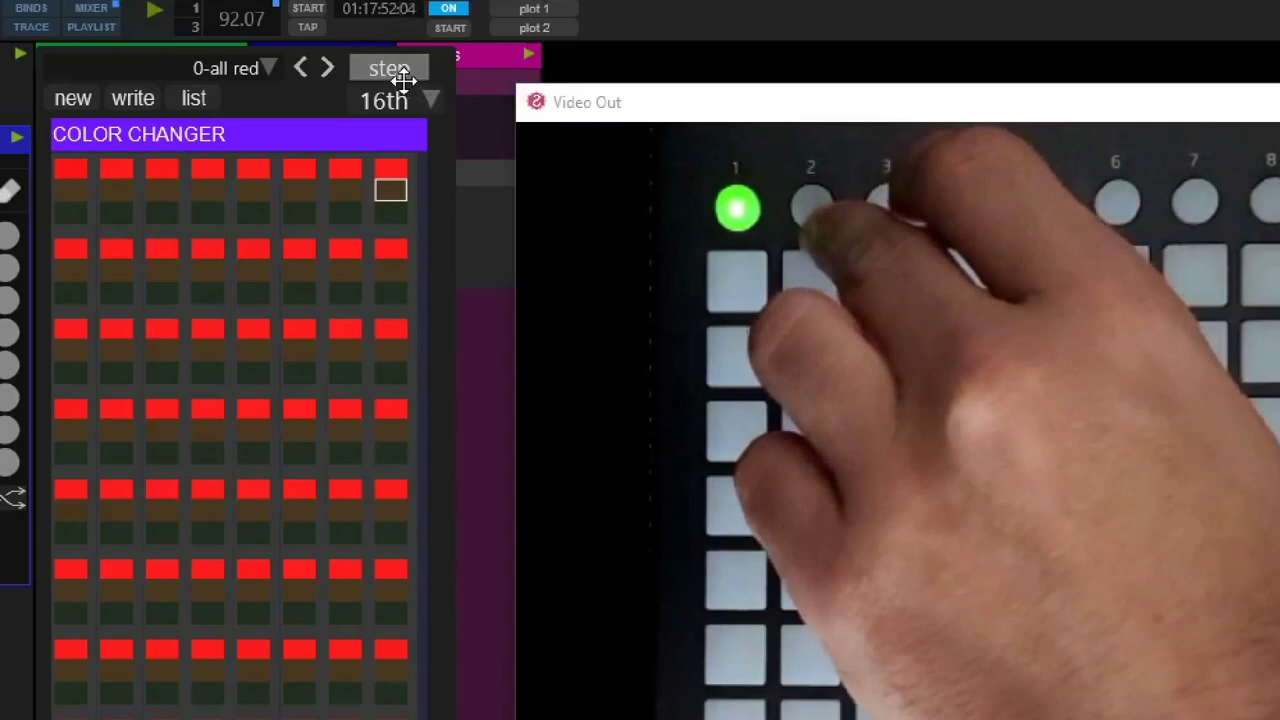 BINDS MIXER 1 92.07 START 01:17:52:04 ON plot 1
TRACE PLAYLIST 3 TAP START plot 2
s
0-all red step
new write list 16th
COLOR CHANGER
Video Out
1 2 3 6 7 8